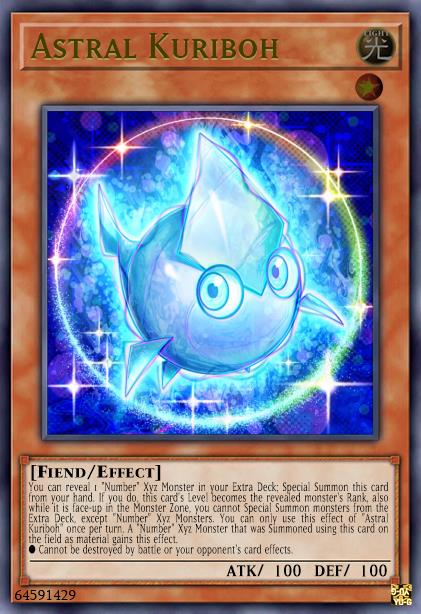 ASTRAL KURIBOH
LIGHT
光
[FIEND/EFFECT]
You can reveal 1 "Number" Xyz Monster in your Extra Deck; Special Summon this card
from your hand. If you do, this card's Level becomes the revealed monster's Rank, also
while it is face-up in the Monster Zone, you cannot Special Summon monsters from the
Extra Deck, except "Number" Xyz Monsters. You can only use this effect of "Astral
Kuriboh" once per turn. A "Number" Xyz Monster that was Summoned using this card on
the field as material gains this effect.
● Cannot be destroyed by battle or your opponent's card effects.
ATK/ 100 DEF/ 100
64591429